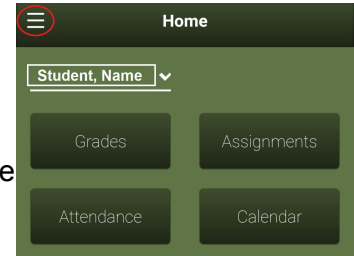 Home
Student, Name
Grades Assignments
e
Attendance Calendar